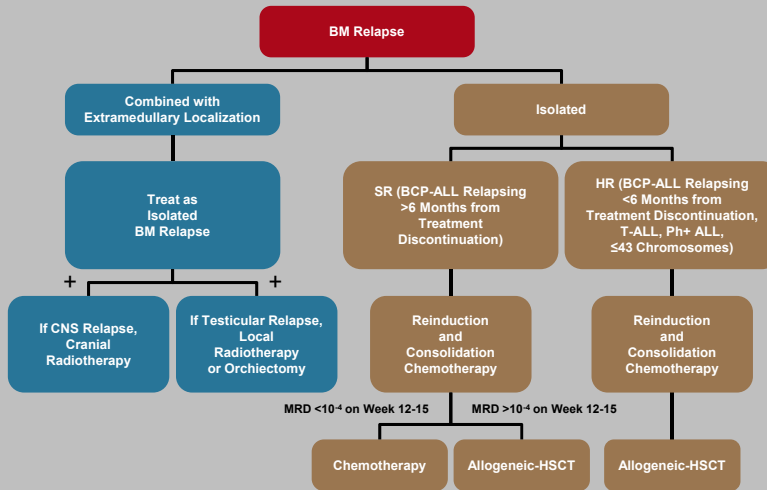 BM Relapse
Combined with
Extramedullary Localization
Isolated
Treat as
Isolated
BM Relapse
SR (BCP-ALL Relapsing
>6 Months from
Treatment
Discontinuation)
HR (BCP-ALL Relapsing
<6 Months from
Treatment Discontinuation,
T-ALL, Ph+ ALL,
≤43 Chromosomes)
+
+
If CNS Relapse,
Cranial
Radiotherapy
If Testicular Relapse,
Local
Radiotherapy
or Orchiectomy
Reinduction
and
Consolidation
Chemotherapy
Reinduction
and
Consolidation
Chemotherapy
MRD <10⁻⁴ on Week 12-15
MRD >10⁻⁴ on Week 12-15
Chemotherapy
Allogeneic-HSCT
Allogeneic-HSCT